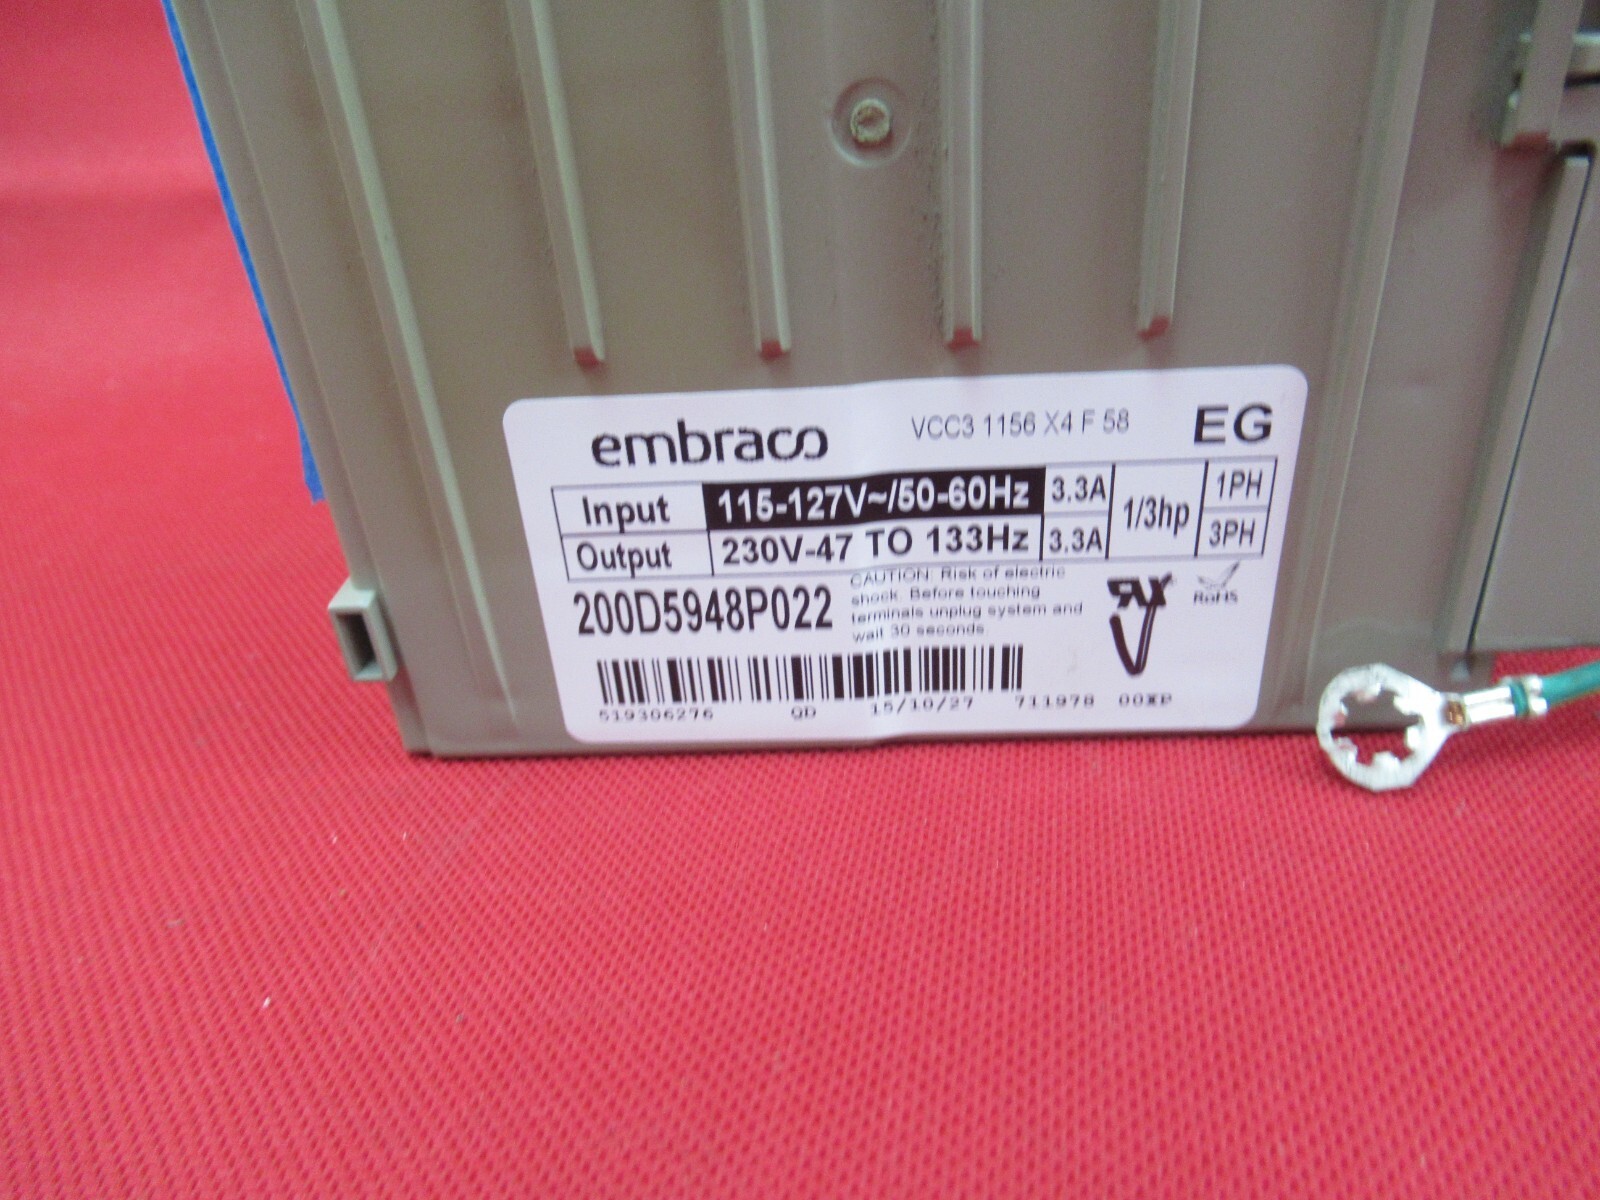 embraco VCC3 1156 X4 F 58 EG
Input 115-127V~/50-60Hz 3.3A 1/3hp 1PH
Output 230V-47 TO 133Hz 3.3A 3PH
200D5948P022
CAUTION: Risk of electric
shock. Before touching
terminals unplug system and
wait 30 seconds.
RoHS
519306276 QD 15/10/27 711978